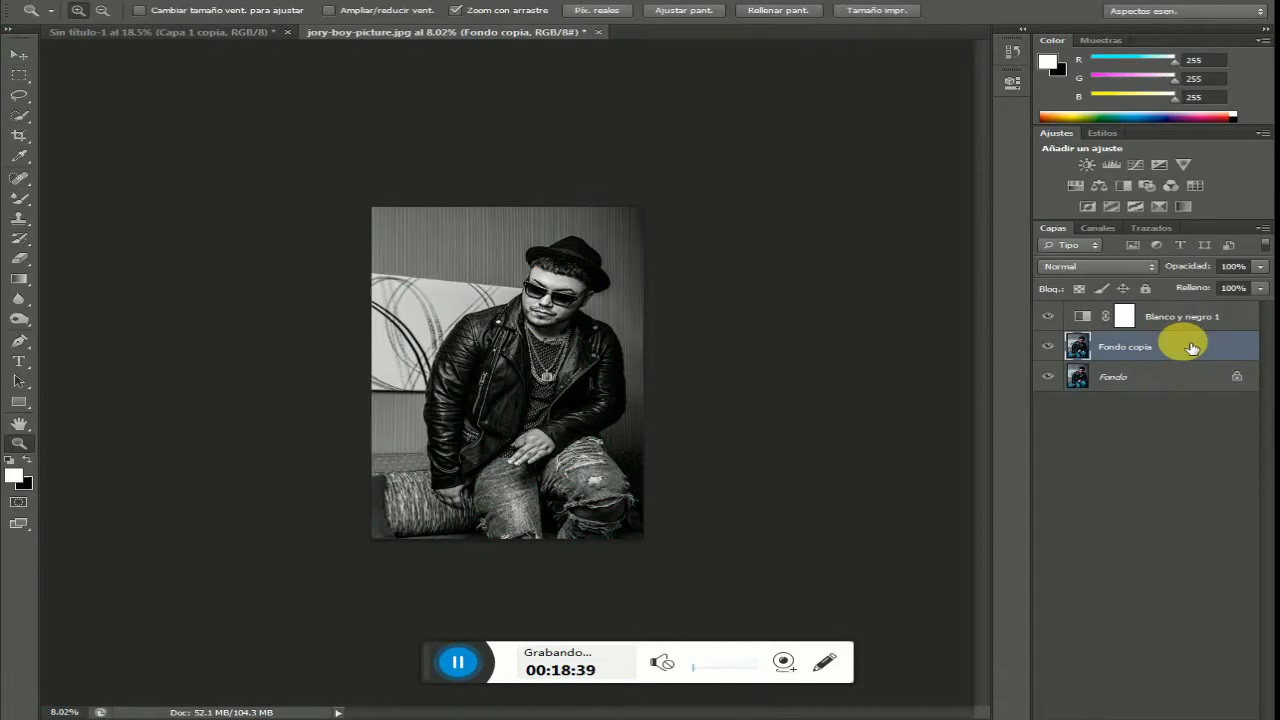 Cambiar tamaño vent. para ajustar
Ampliar/reducir vent.
Zoom con arrastre
Píx. reales
Ajustar pant.
Rellenar pant.
Tamaño impr.
Aspectos esen.
Sin título-1 al 18.5% (Capa 1 copia, RGB/8) *
jory-boy-picture.jpg al 8.02% (Fondo copia, RGB/8#) *
Color
Muestras
R
255
G
255
B
255
Ajustes
Estilos
Añadir un ajuste
Capas
Canales
Trazados
Tipo
Normal
Opacidad:
100%
Bloq.:
Relleno:
100%
Blanco y negro 1
Fondo copia
Fondo
T
Grabando...
00:18:39
8.02%
Doc: 52.1 MB/104.3 MB